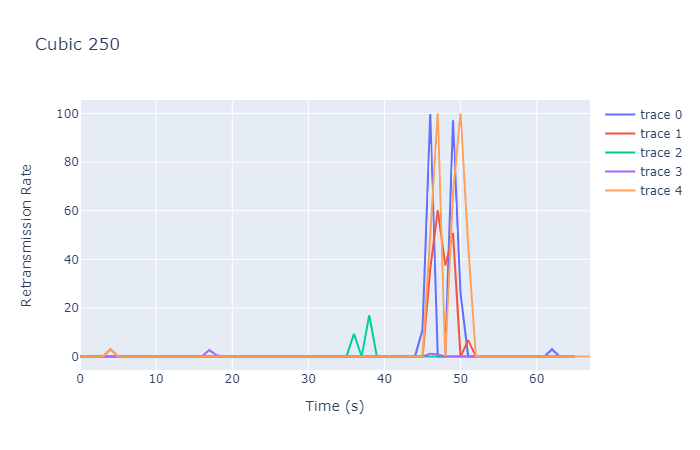 Cubic 250
100
80
60
40
20
0
Retransmission Rate
0 10 20 30 40 50 60
Time (s)
trace 0
trace 1
trace 2
trace 3
trace 4